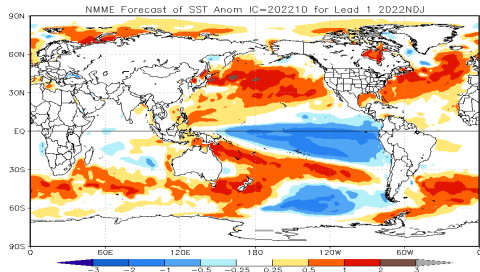 NMME Forecast of SST Anom IC=202210 for Lead 1 2022NDJ
90N
60N
30N
EQ
30S
60S
90S
0 60E 120E 180 120W 60W 0
-3 -2 -1 -0.5 -0.25 0.25 0.5 1 2 3